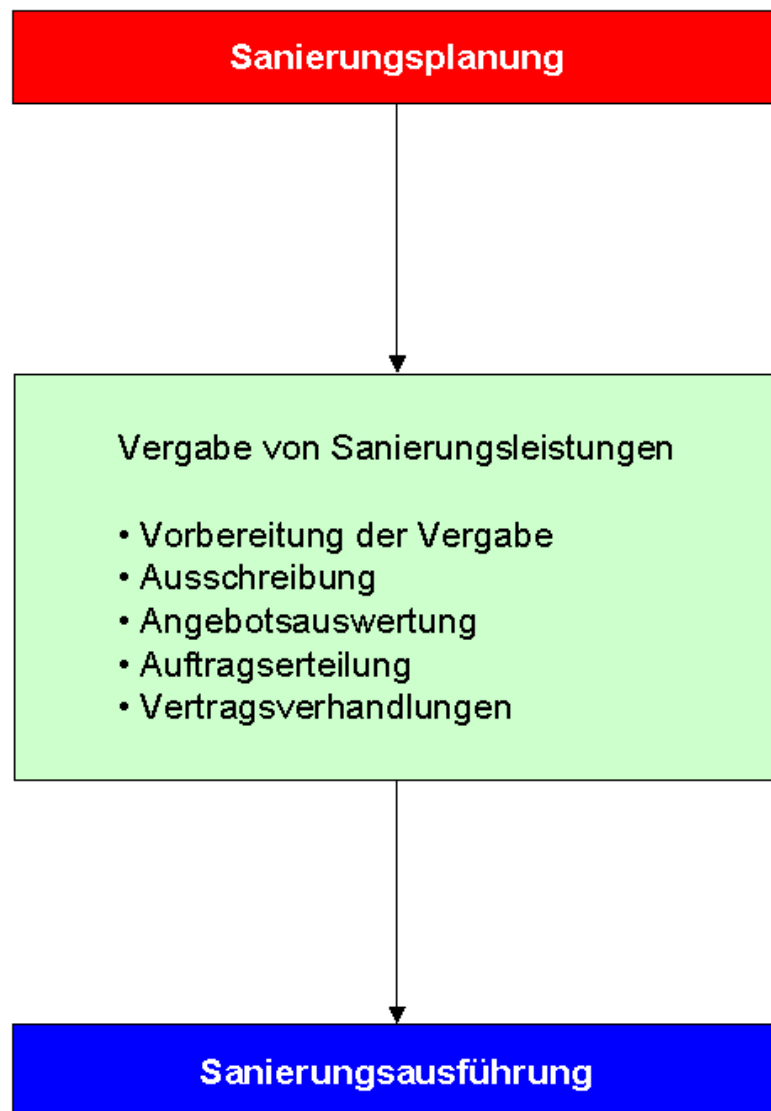 Sanierungsplanung
Vergabe von Sanierungsleistungen
• Vorbereitung der Vergabe
• Ausschreibung
• Angebotsauswertung
• Auftragserteilung
• Vertragsverhandlungen
Sanierungsausführung